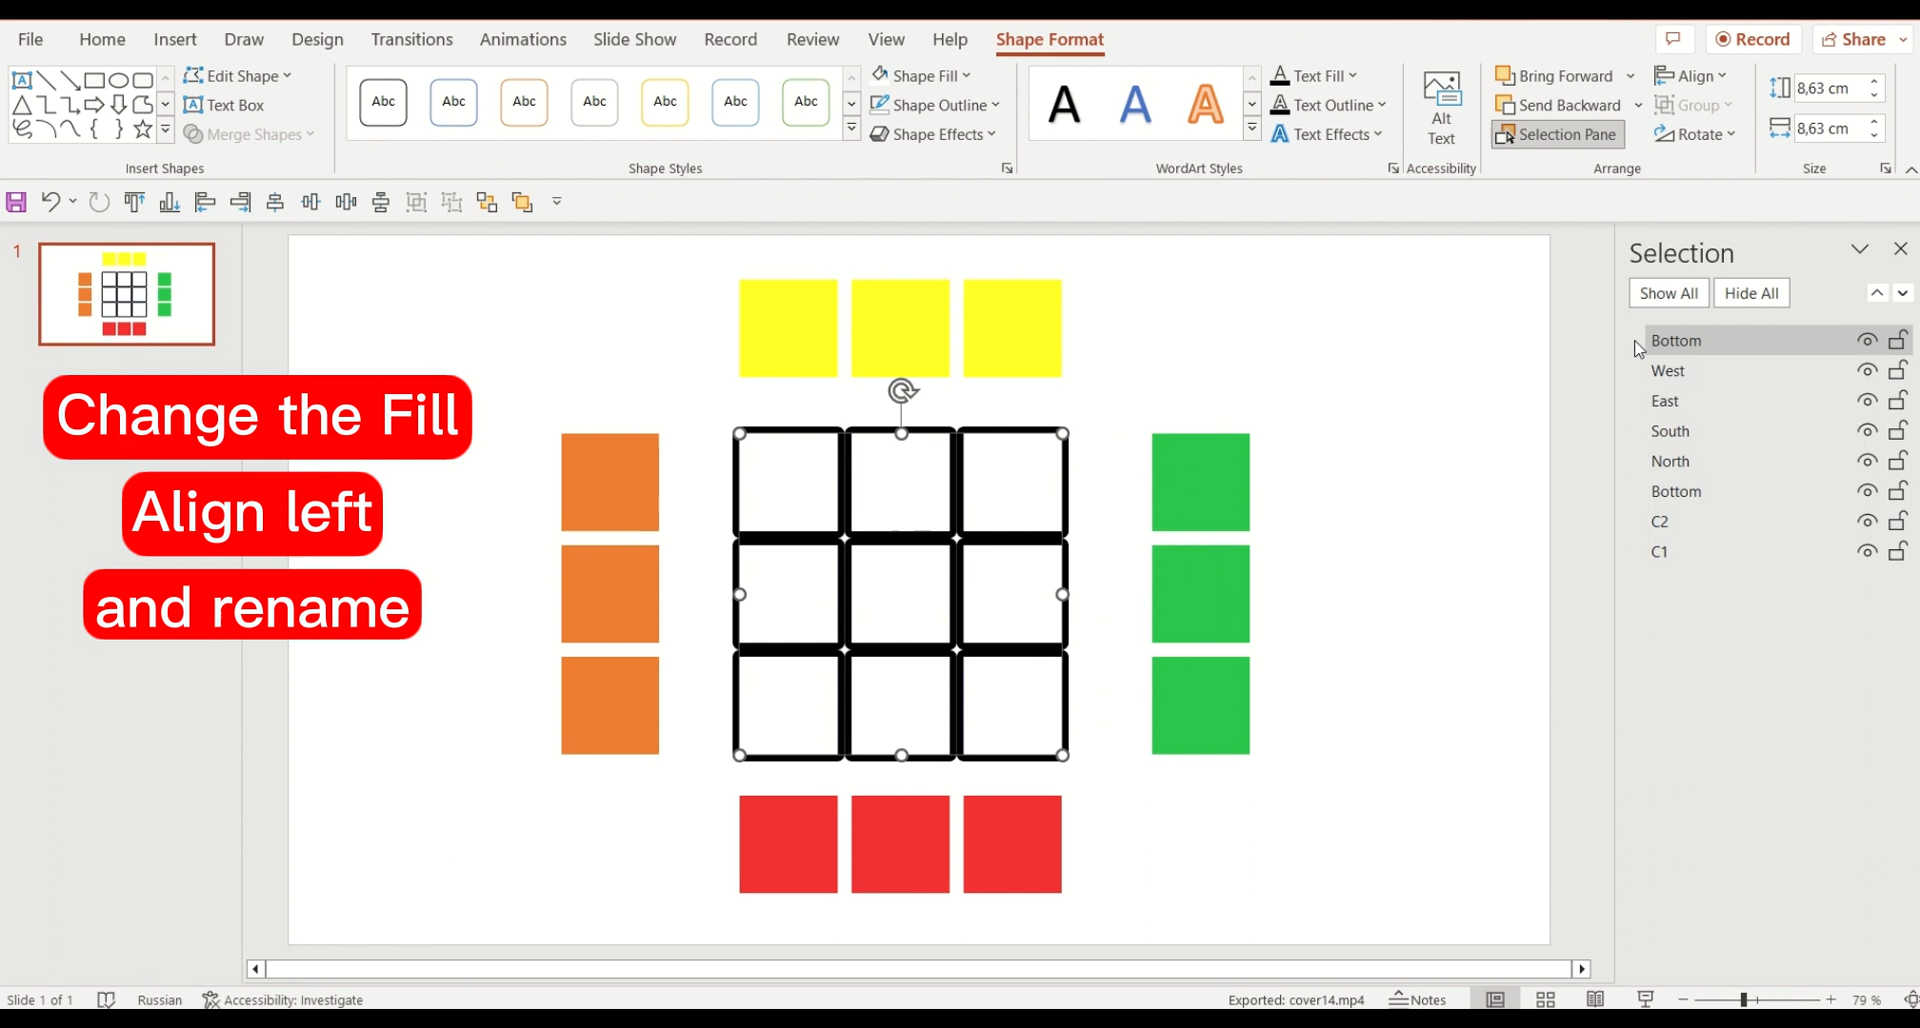 File Home Insert Draw Design Transitions Animations Slide Show Record Review View Help Shape Format Record Share
Edit Shape
Text Box
Merge Shapes
Insert Shapes
Abc Abc Abc Abc Abc Abc Abc
Shape Fill
Shape Outline
Shape Effects
Shape Styles
A A A
Text Fill
Text Outline
Text Effects
WordArt Styles
Alt
Text
Accessibility
Bring Forward
Send Backward
Selection Pane
Align
Group
Rotate
Arrange
8,63 cm
8,63 cm
Size
1
Change the Fill
Align left
and rename
Selection
Show All Hide All
Bottom
West
East
South
North
Bottom
C2
C1
Slide 1 of 1 Russian Accessibility: Investigate Exported: cover14.mp4 Notes 79 %